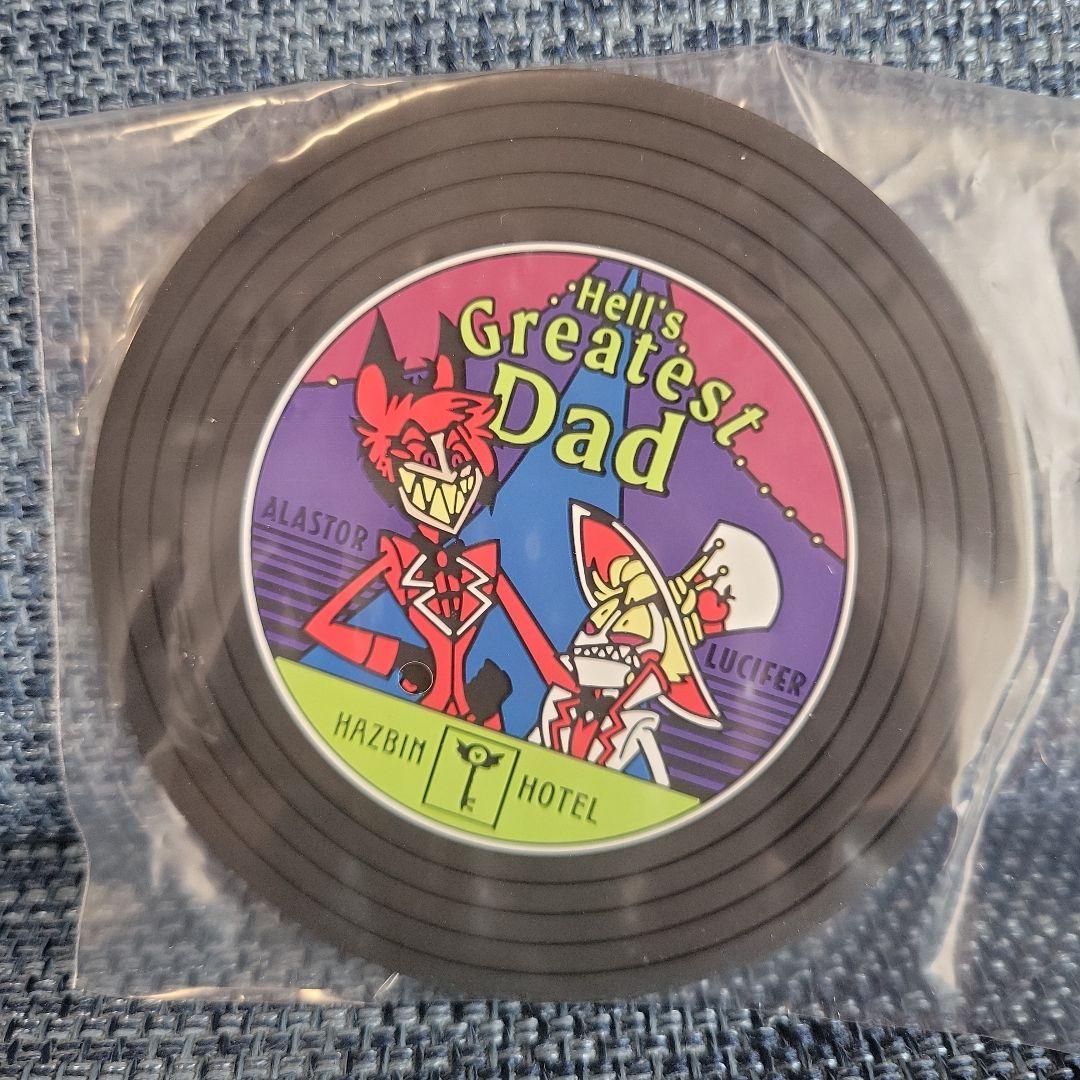 Hell's
Greatest
Dad
ALASTOR
LUCIFER
HAZBIN HOTEL